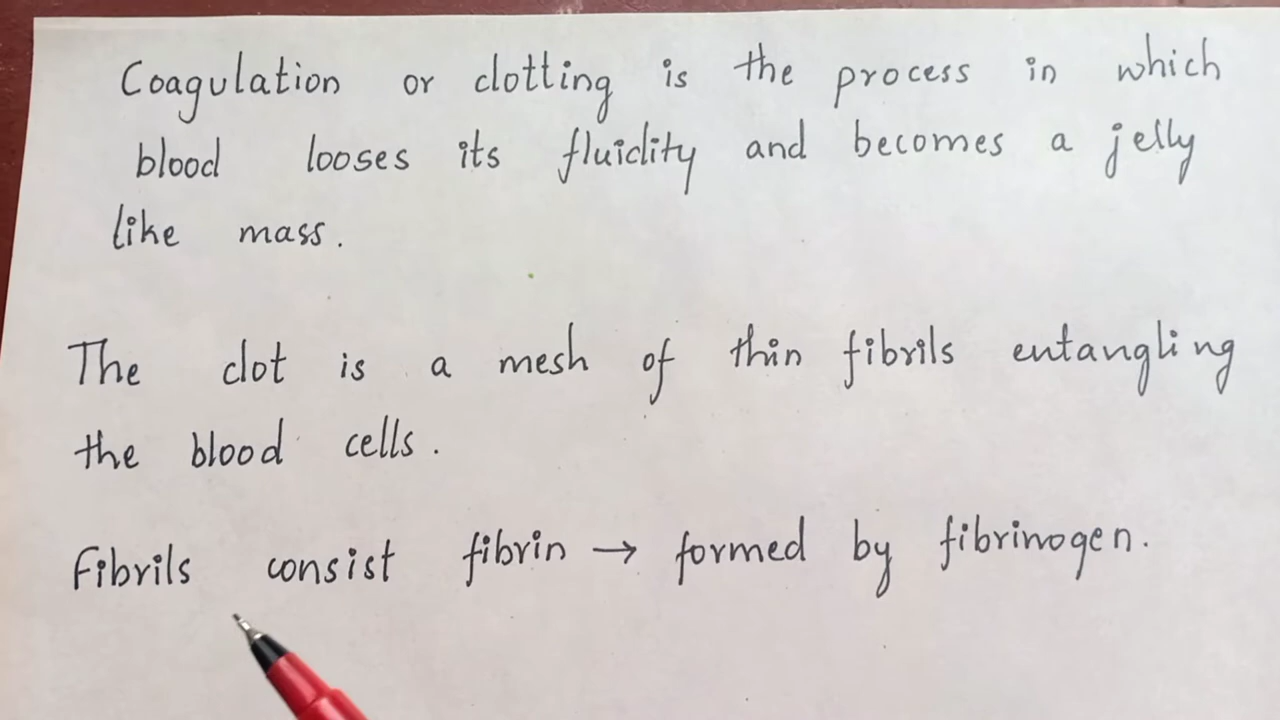 Coagulation or clotting is the process in which
blood looses its fluidity and becomes a jelly
like mass.
The clot is a mesh of thin fibrils entangling
the blood cells.
Fibrils consist fibrin → formed by fibrinogen.